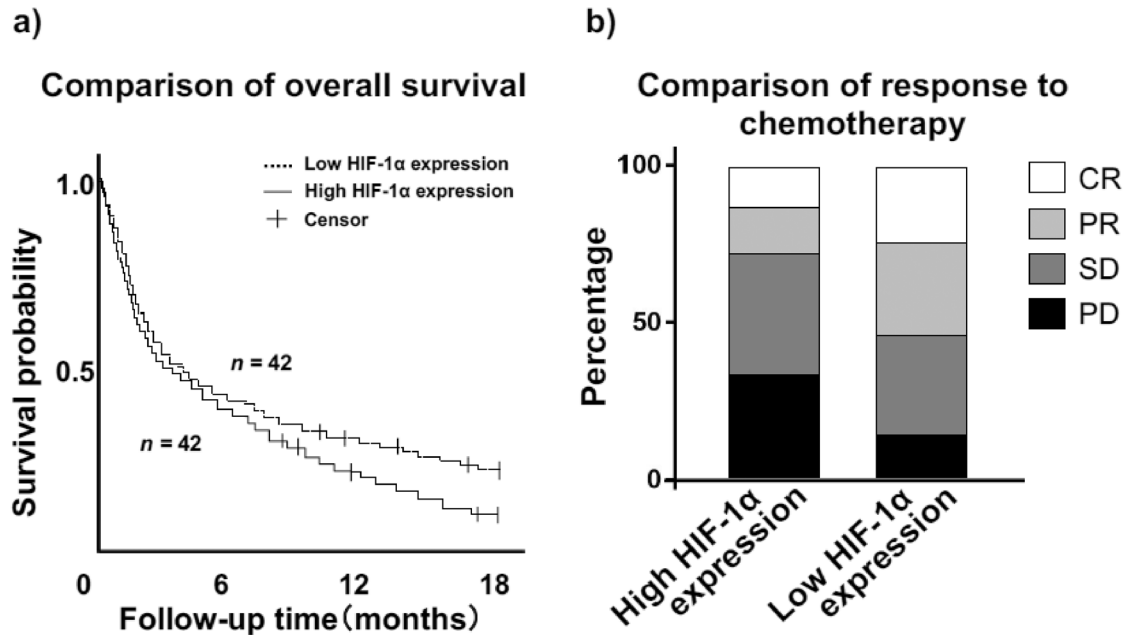 a)
Comparison of overall survival
Low HIF-1α expression
High HIF-1α expression
Censor
1.0
0.5
Survival probability
n = 42
n = 42
0
6
12
18
Follow-up time(months)
b)
Comparison of response to
chemotherapy
100
50
0
Percentage
CR
PR
SD
PD
High HIF-1α
expression
Low HIF-1α
expression